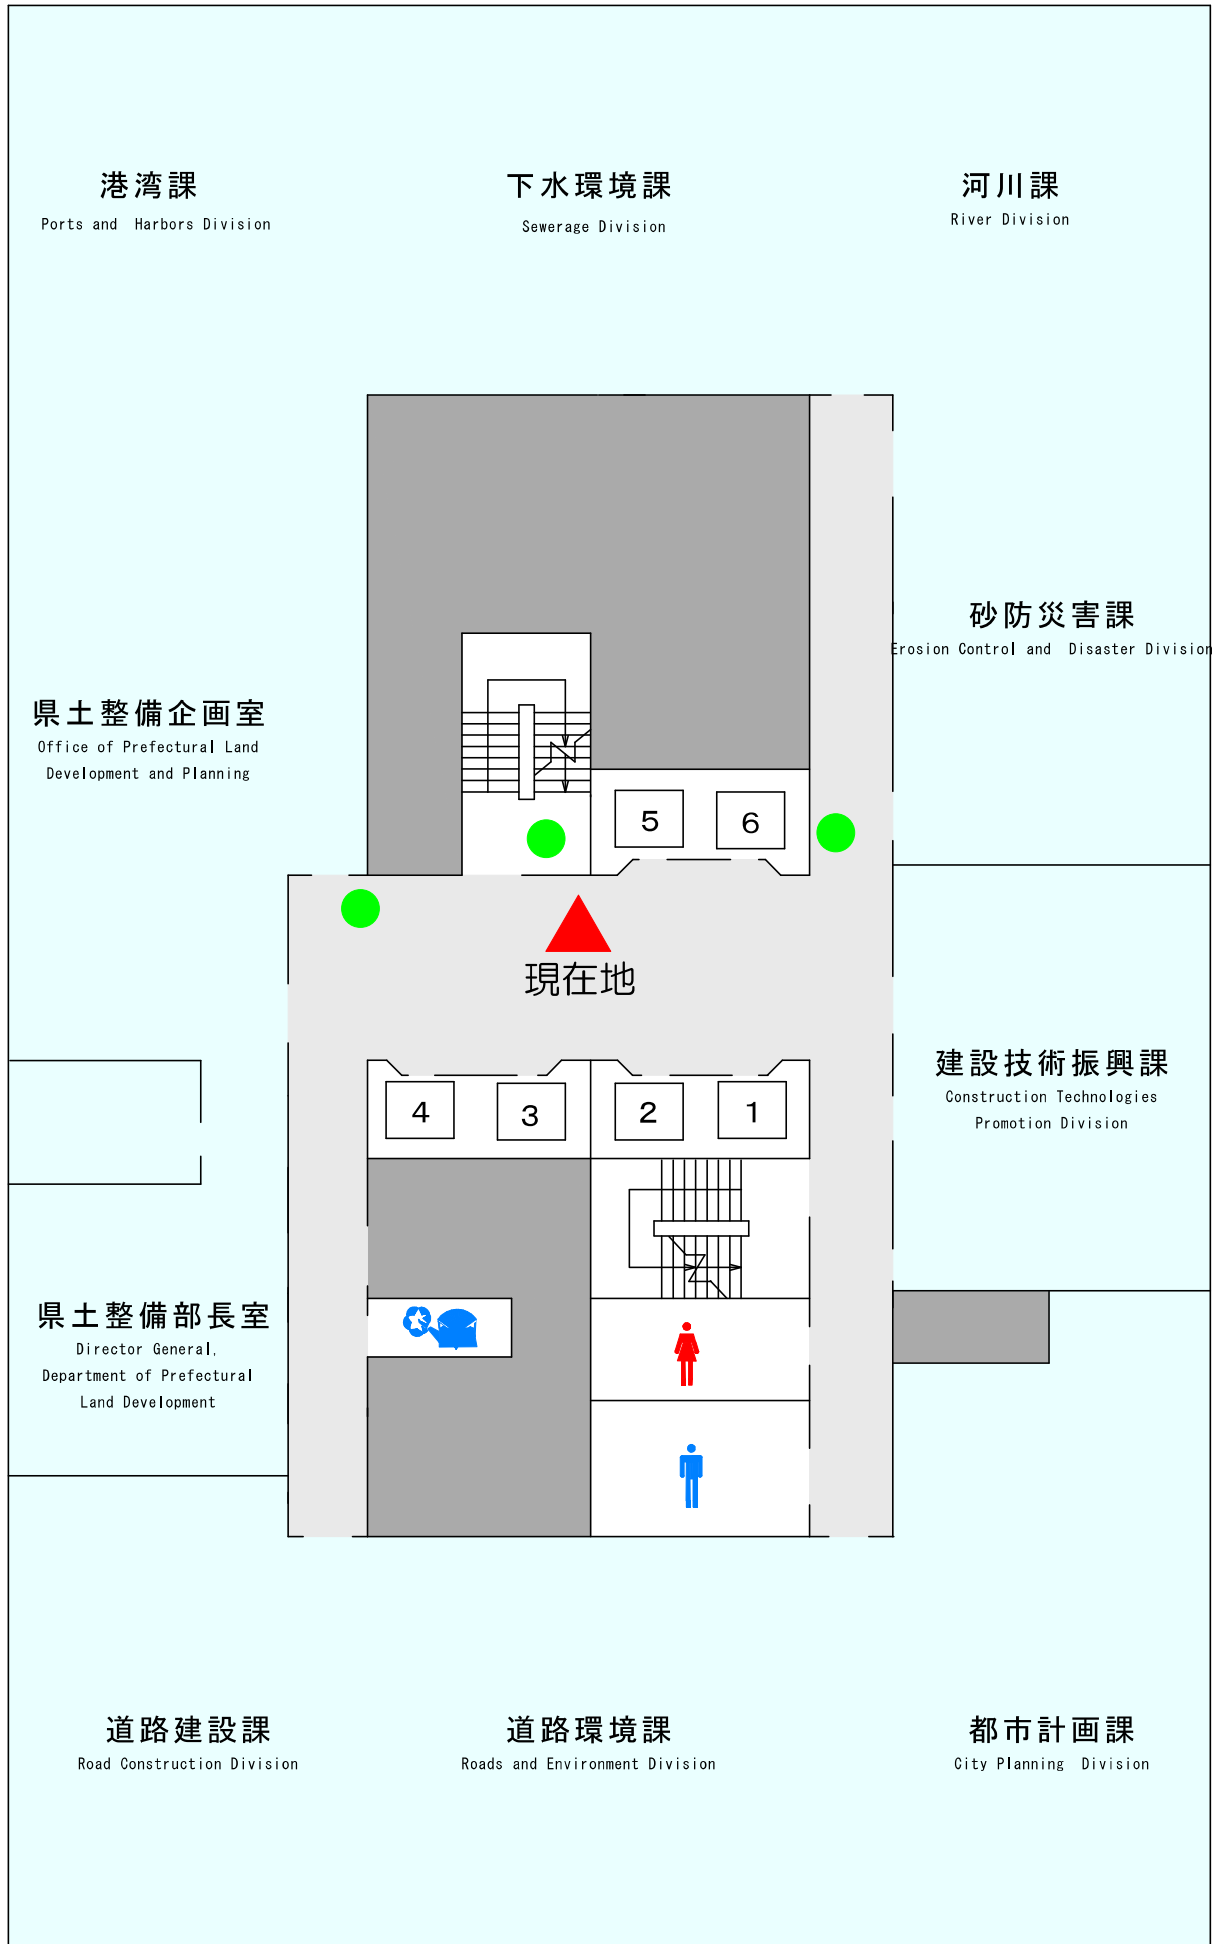 港湾課
Ports and Harbors Division
下水環境課
Sewerage Division
河川課
River Division
砂防災害課
Erosion Control and Disaster Division
県土整備企画室
Office of Prefectural Land
Development and Planning
5
6
現在地
4
3
2
1
建設技術振興課
Construction Technologies
Promotion Division
県土整備部長室
Director General,
Department of Prefectural
Land Development
道路建設課
Road Construction Division
道路環境課
Roads and Environment Division
都市計画課
City Planning Division